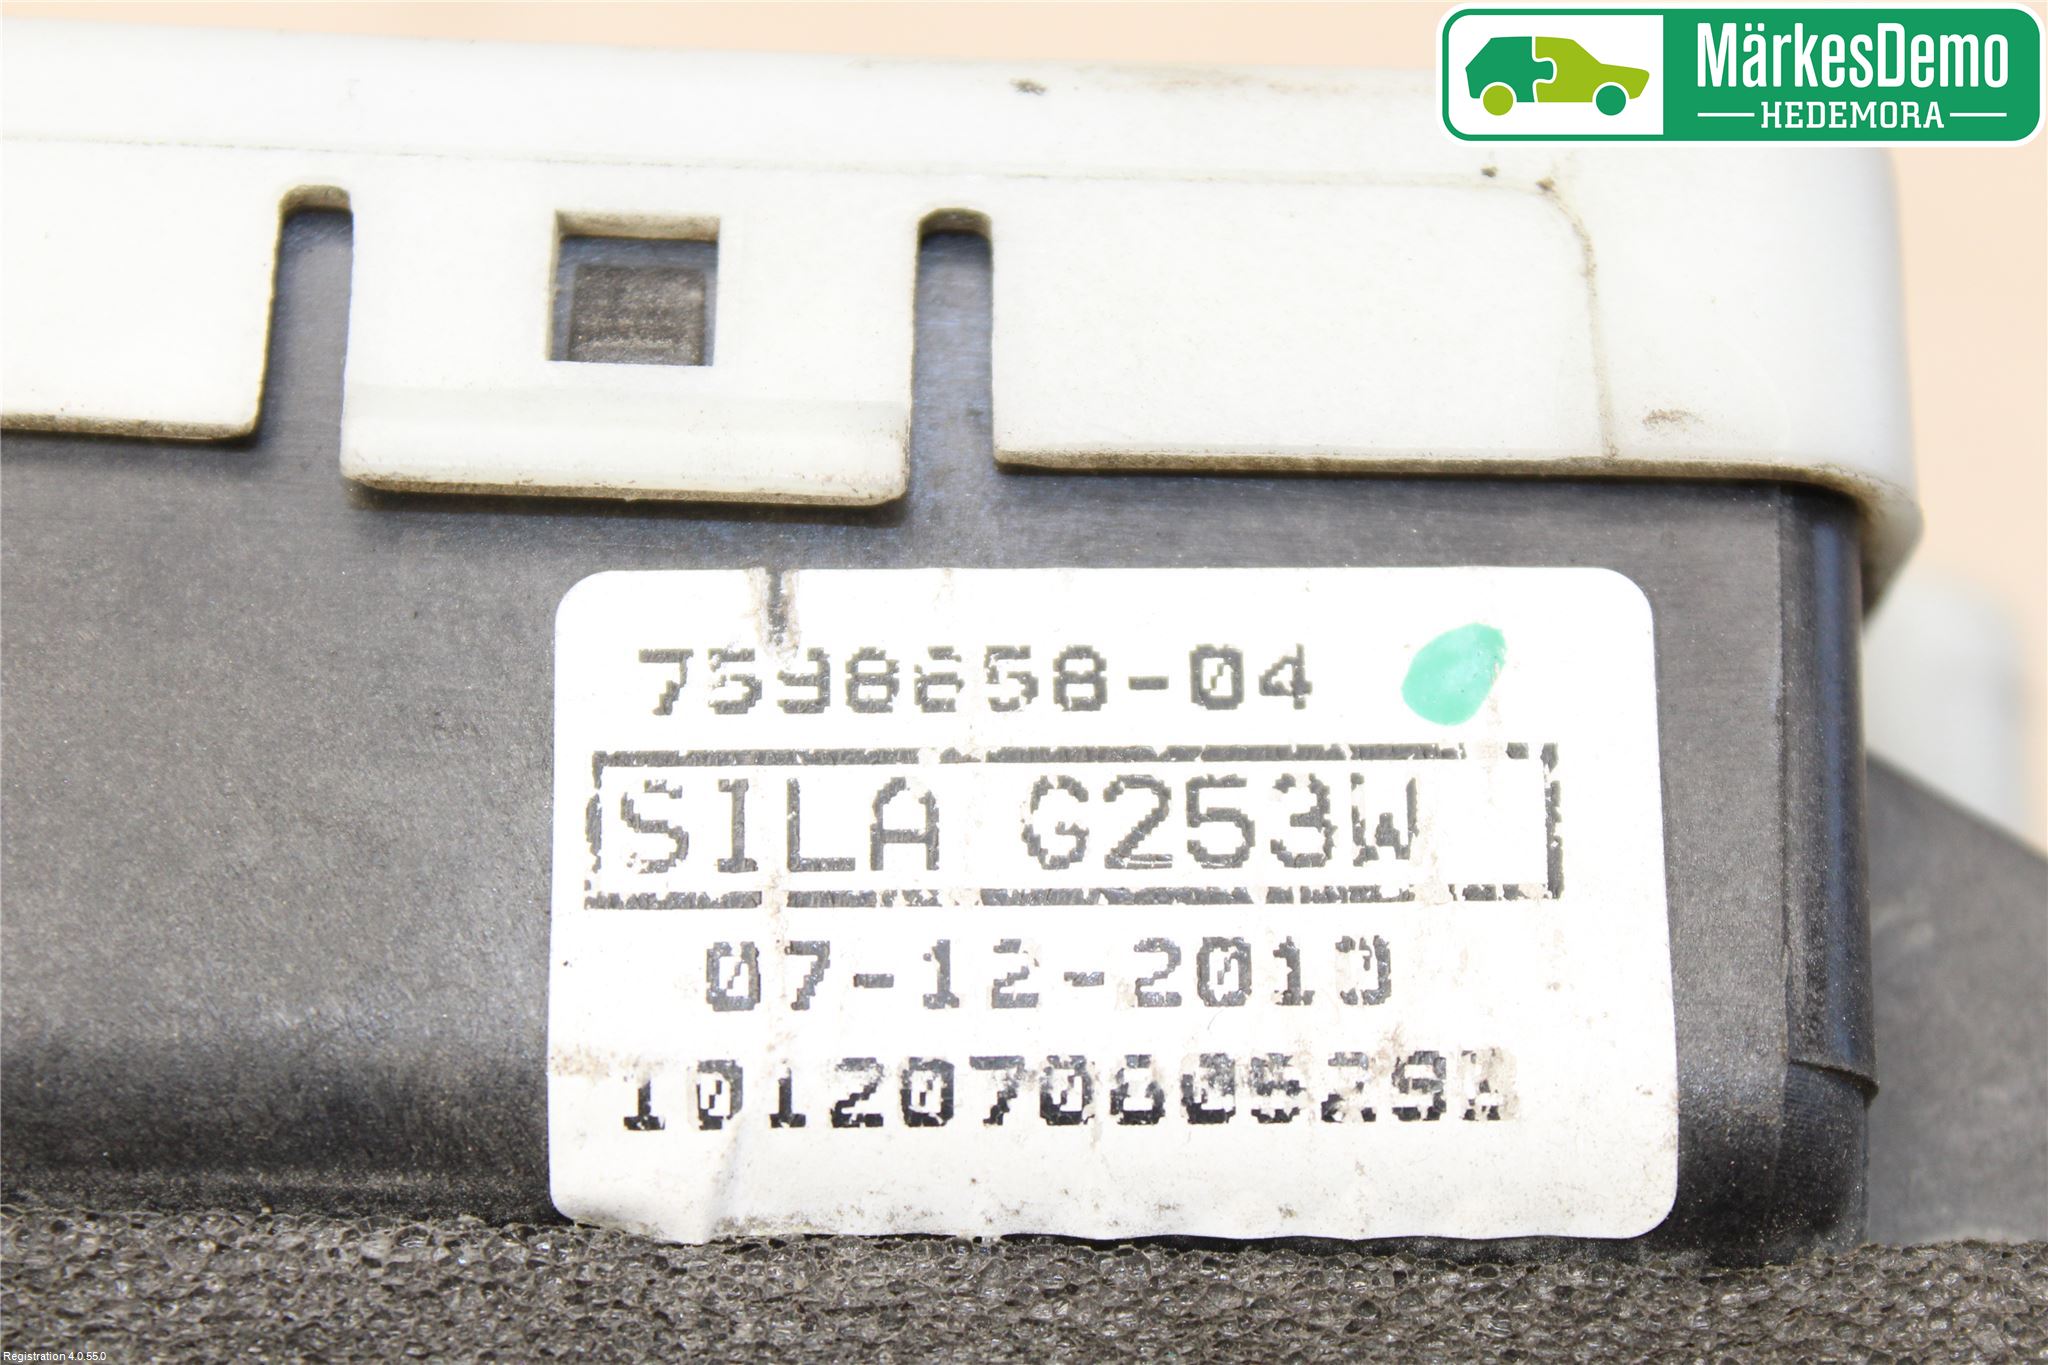 MärkesDemo
HEDEMORA
7598658-04
SILA G253W
07-12-2010
Registration 4.0.55.0